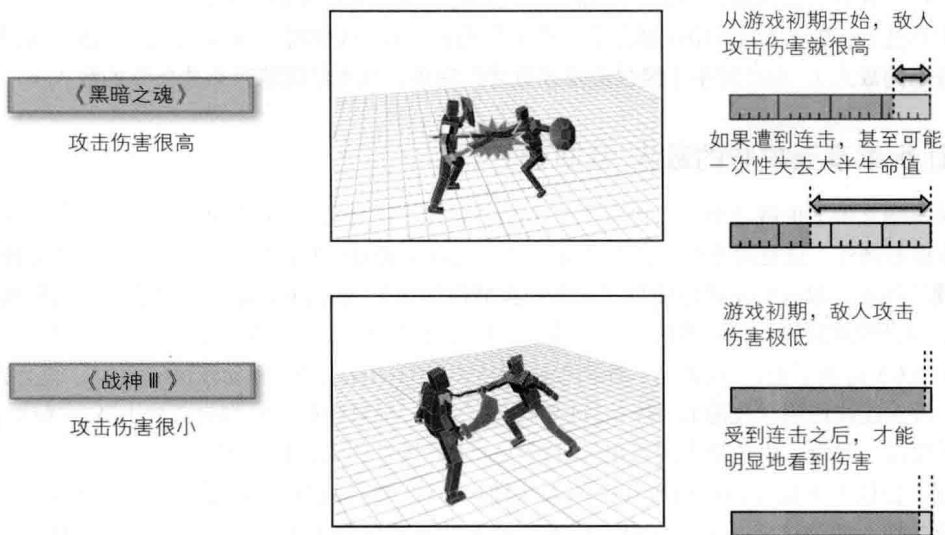 《黑暗之魂》
攻击伤害很高
从游戏初期开始，敌人
攻击伤害就很高
如果遭到连击，甚至可能
一次性失去大半生命值
《战神Ⅲ》
攻击伤害很小
游戏初期，敌人攻击
伤害极低
受到连击之后，才能
明显地看到伤害